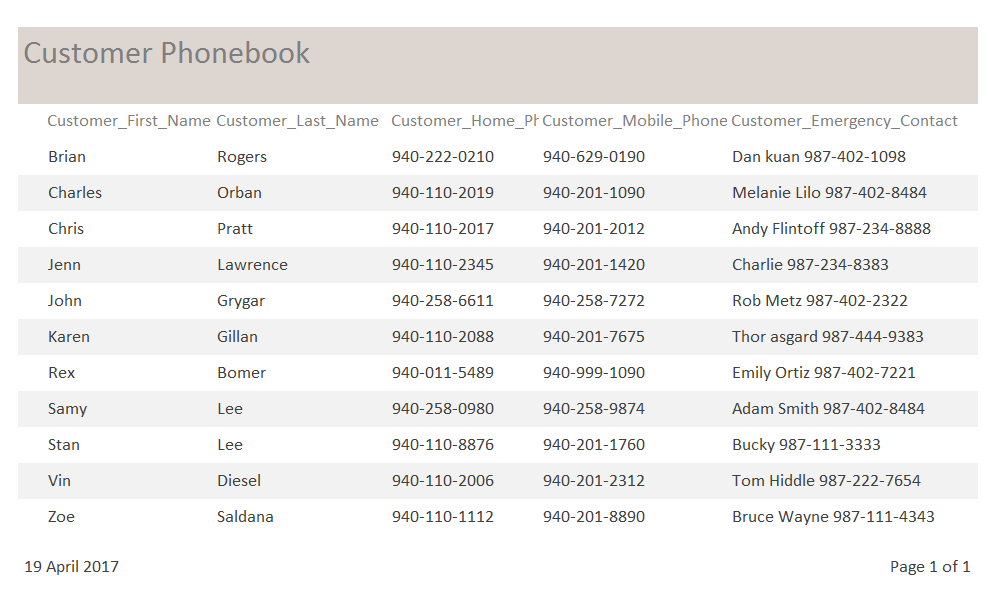 Customer Phonebook
Customer_First_Name Customer_Last_Name Customer_Home_Ph Customer_Mobile_Phone Customer_Emergency_Contact
Brian Rogers 940-222-0210 940-629-0190 Dan kuan 987-402-1098
Charles Orban 940-110-2019 940-201-1090 Melanie Lilo 987-402-8484
Chris Pratt 940-110-2017 940-201-2012 Andy Flintoff 987-234-8888
Jenn Lawrence 940-110-2345 940-201-1420 Charlie 987-234-8383
John Grygar 940-258-6611 940-258-7272 Rob Metz 987-402-2322
Karen Gillan 940-110-2088 940-201-7675 Thor asgard 987-444-9383
Rex Bomer 940-011-5489 940-999-1090 Emily Ortiz 987-402-7221
Samy Lee 940-258-0980 940-258-9874 Adam Smith 987-402-8484
Stan Lee 940-110-8876 940-201-1760 Bucky 987-111-3333
Vin Diesel 940-110-2006 940-201-2312 Tom Hiddle 987-222-7654
Zoe Saldana 940-110-1112 940-201-8890 Bruce Wayne 987-111-4343
19 April 2017 Page 1 of 1